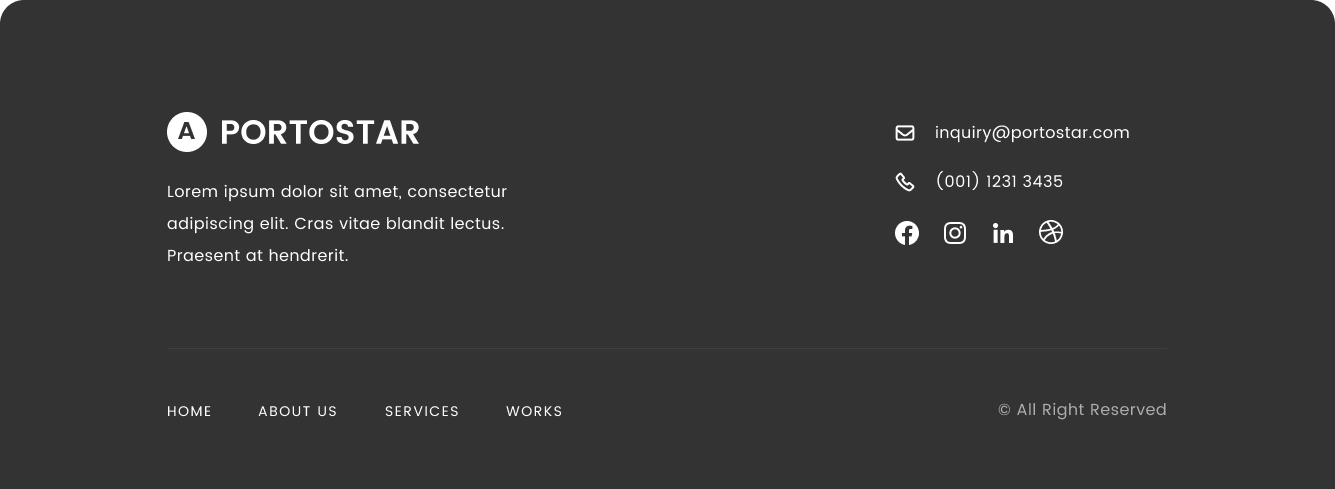 A PORTOSTAR
Lorem ipsum dolor sit amet, consectetur
adipiscing elit. Cras vitae blandit lectus.
Praesent at hendrerit.
inquiry@portostar.com
(001) 1231 3435
HOME ABOUT US SERVICES WORKS
© All Right Reserved